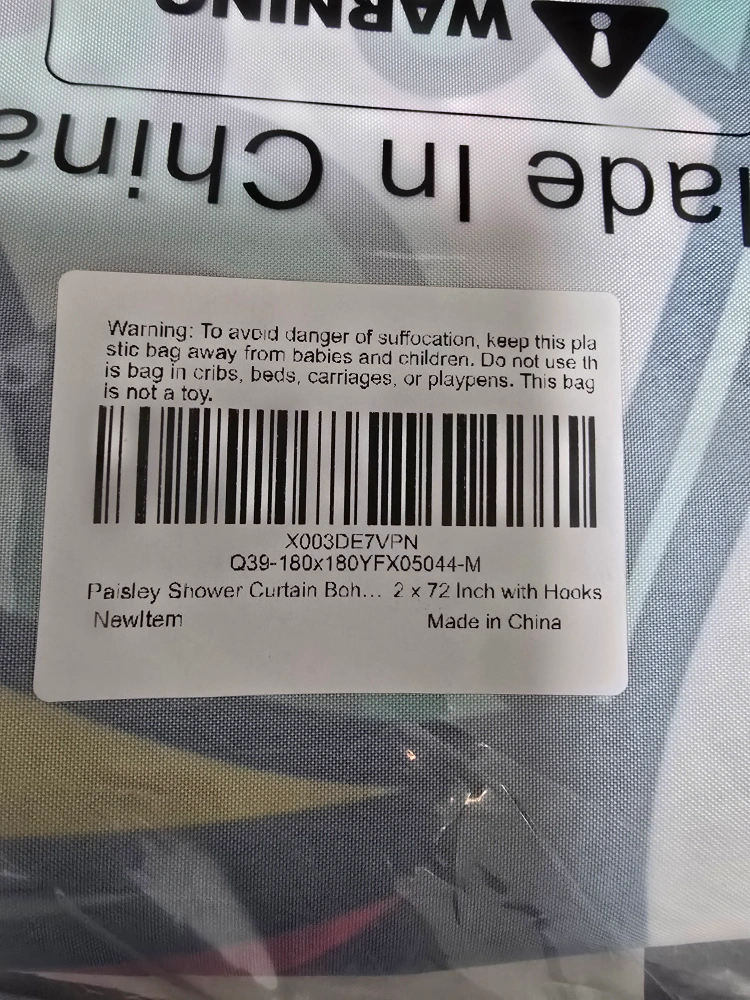 WARNING
Made In China
Warning: To avoid danger of suffocation, keep this pla
stic bag away from babies and children. Do not use th
is bag in cribs, beds, carriages, or playpens. This bag
is not a toy.
X003DE7VPN
Q39-180x180YFX05044-M
Paisley Shower Curtain Boh... 2 x 72 Inch with Hooks
NewItem Made in China